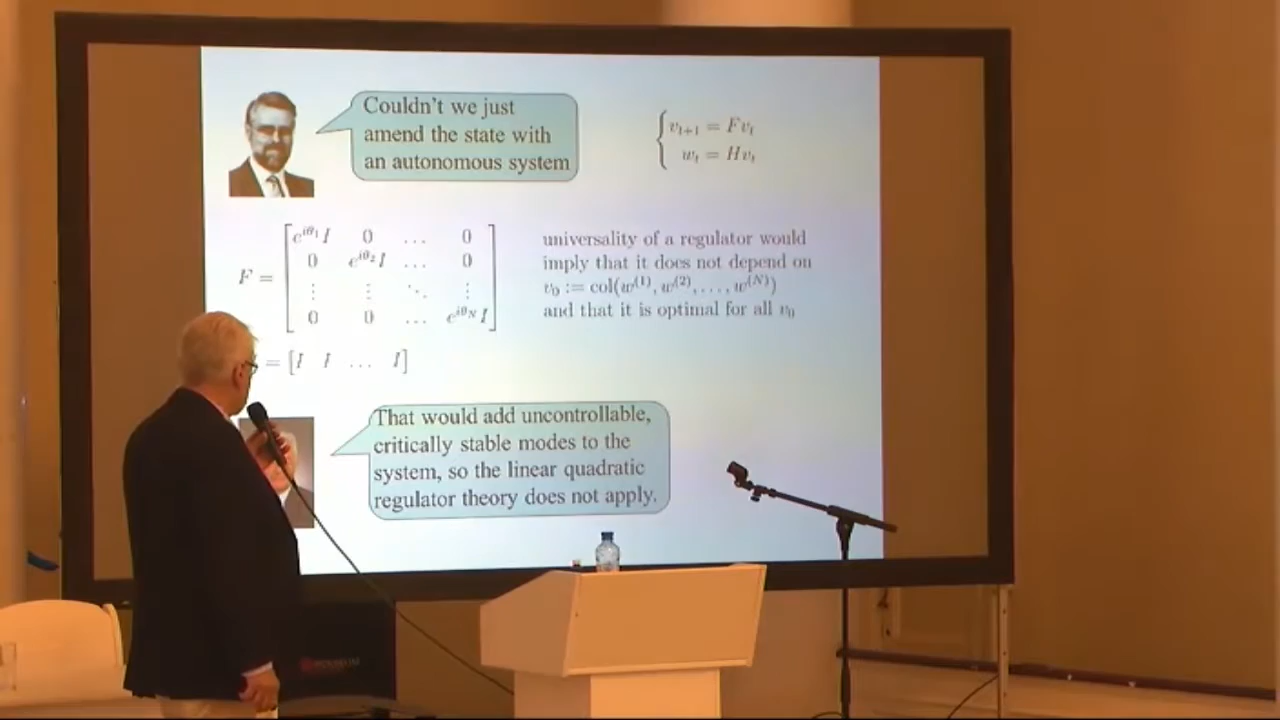 Couldn't we just
amend the state with
an autonomous system
v_{t+1} = Fv_t
w_t = Hv_t
F = [e^{iθ_1}I 0 ... 0
0 e^{iθ_2}I ... 0
⋮ ⋮ ⋱ ⋮
0 0 ... e^{iθ_N}I]
universality of a regulator would
imply that it does not depend on
v_0 := col(w^{(1)}, w^{(2)}, ..., w^{(N)})
and that it is optimal for all v_0
= [I I ... I]
That would add uncontrollable,
critically stable modes to the
system, so the linear quadratic
regulator theory does not apply.